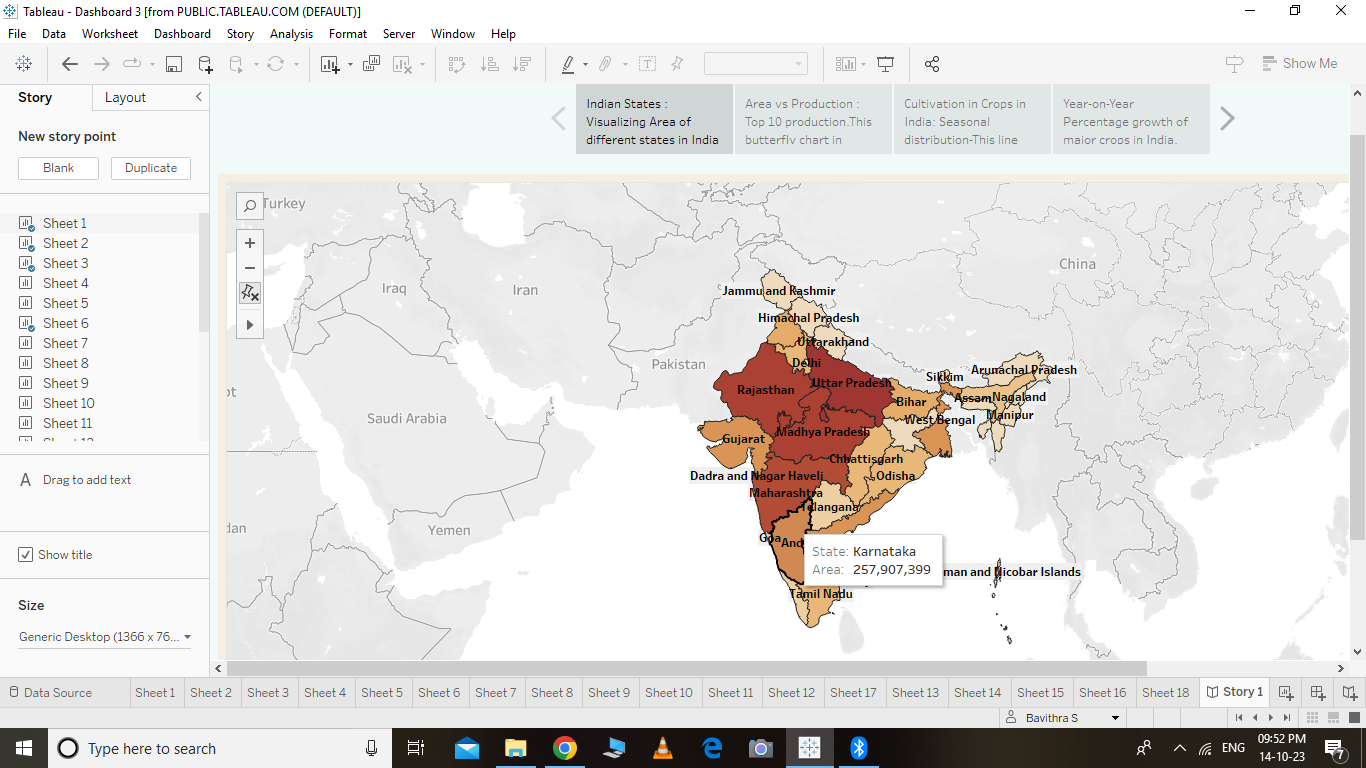 Tableau - Dashboard 3 [from PUBLIC.TABLEAU.COM (DEFAULT)]
File Data Worksheet Dashboard Story Analysis Format Server Window Help
Show Me
Story Layout
New story point
Blank Duplicate
Sheet 1
Sheet 2
Sheet 3
Sheet 4
Sheet 5
Sheet 6
Sheet 7
Sheet 8
Sheet 9
Sheet 10
Sheet 11
A Drag to add text
Show title
Size
Generic Desktop (1366 x 76...
Indian States :
Visualizing Area of
different states in India
Area vs Production :
Top 10 production.This
butterfly chart in
Cultivation in Crops in
India: Seasonal
distribution-This line
Year-on-Year
Percentage growth of
major crops in India.
Turkey
China
Iraq
Iran
Pakistan
Saudi Arabia
Yemen
Jammu and Kashmir
Himachal Pradesh
Uttarakhand
Delhi
Arunachal Pradesh
Sikkim
Rajasthan
Uttar Pradesh
Bihar
Assam
Nagaland
Manipur
West Bengal
Madhya Pradesh
Gujarat
Chhattisgarh
Dadra and Nagar Haveli
Odisha
Maharashtra
Telangana
Goa
And
State: Karnataka
Area: 257,907,399
man and Nicobar Islands
Tamil Nadu
Data Source Sheet 1 Sheet 2 Sheet 3 Sheet 4 Sheet 5 Sheet 6 Sheet 7 Sheet 8 Sheet 9 Sheet 10 Sheet 11 Sheet 12 Sheet 17 Sheet 13 Sheet 14 Sheet 15 Sheet 16 Sheet 18 Story 1
Bavithra S
Type here to search
ENG
09:52 PM
14-10-23
7